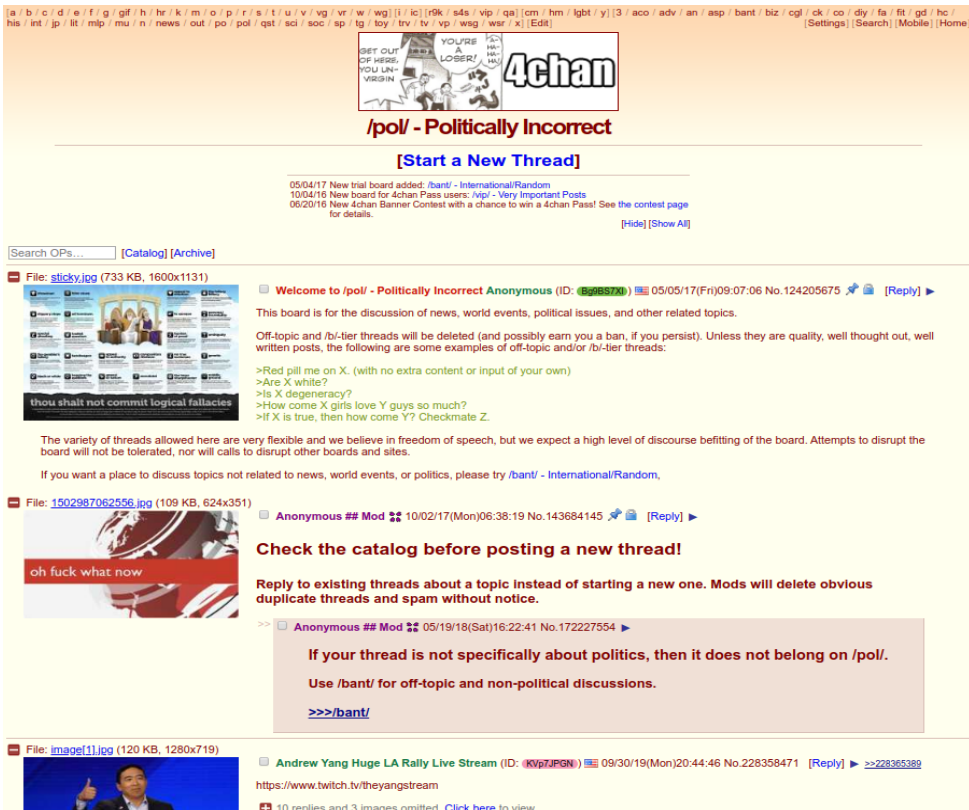 [a / b / c / d / e / f / g / gif / h / hr / k / m / o / p / r / s / t / u / v / vg / vr / w / wg] [i / ic] [r9k / s4s / vip / qa] [cm / hm / lgbt / y] [3 / aco / adv / an / asp / bant / biz / cgl / ck / co / diy / fa / fit / gd / hc /
his / int / jp / lit / mlp / mu / n / news / out / po / pol / qst / sci / soc / sp / tg / toy / trv / tv / vp / wsg / wsr / x] [Edit] [Settings] [Search] [Mobile] [Home]
GET OUT OF HERE, YOU UN-VIRGIN
YOU'RE A LOSER!
HA-HA-HA!
4chan
/pol/ - Politically Incorrect
[Start a New Thread]
05/04/17 New trial board added: /bant/ - International/Random
10/04/16 New board for 4chan Pass users: /vip/ - Very Important Posts
06/20/16 New 4chan Banner Contest with a chance to win a 4chan Pass! See the contest page
for details.
[Hide] [Show All]
Search OPs... [Catalog] [Archive]
File: sticky.jpg (733 KB, 1600x1131)
thou shalt not commit logical fallacies
Welcome to /pol/ - Politically Incorrect Anonymous (ID: Bg9BS7Xl) 05/05/17(Fri)09:07:06 No.124205675 [Reply] ▶
This board is for the discussion of news, world events, political issues, and other related topics.
Off-topic and /b/-tier threads will be deleted (and possibly earn you a ban, if you persist). Unless they are quality, well thought out, well
written posts, the following are some examples of off-topic and/or /b/-tier threads:
>Red pill me on X. (with no extra content or input of your own)
>Are X white?
>Is X degeneracy?
>How come X girls love Y guys so much?
>If X is true, then how come Y? Checkmate Z.
The variety of threads allowed here are very flexible and we believe in freedom of speech, but we expect a high level of discourse befitting of the board. Attempts to disrupt the
board will not be tolerated, nor will calls to disrupt other boards and sites.
If you want a place to discuss topics not related to news, world events, or politics, please try /bant/ - International/Random,
File: 1502987062556.jpg (109 KB, 624x351)
oh fuck what now
Anonymous ## Mod 10/02/17(Mon)06:38:19 No.143684145 [Reply] ▶
Check the catalog before posting a new thread!
Reply to existing threads about a topic instead of starting a new one. Mods will delete obvious
duplicate threads and spam without notice.
>> Anonymous ## Mod 05/19/18(Sat)16:22:41 No.172227554 ▶
If your thread is not specifically about politics, then it does not belong on /pol/.
Use /bant/ for off-topic and non-political discussions.
>>>/bant/
File: image[1].jpg (120 KB, 1280x719)
Andrew Yang Huge LA Rally Live Stream (ID: KVp7JPGN) 09/30/19(Mon)20:44:46 No.228358471 [Reply] ▶ >>228365389
https://www.twitch.tv/theyangstream
10 replies and 3 images omitted. Click here to view.